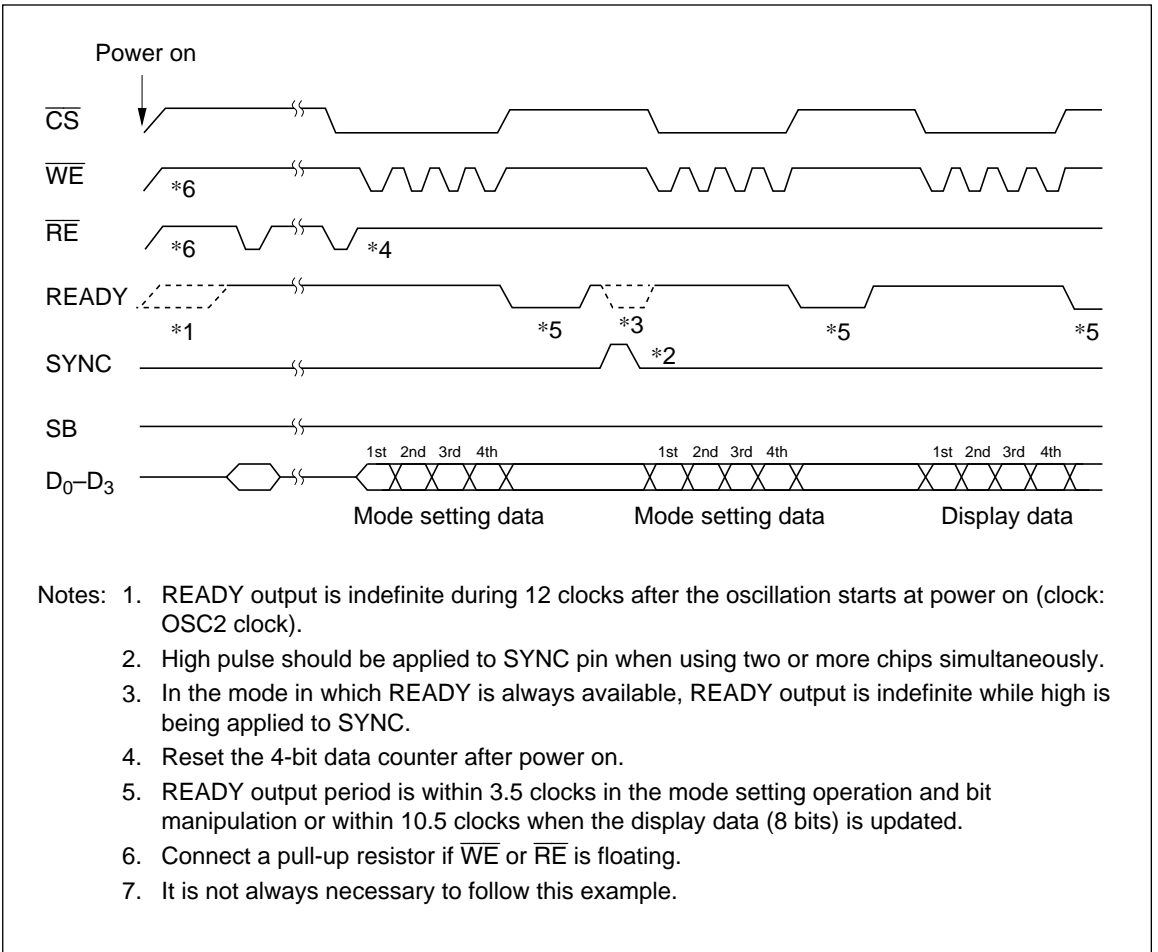 Power on
C̅S̅
W̅E̅
*6
R̅E̅
*6
*4
READY
*1
*5
*3
*5
*5
SYNC
*2
SB
1st 2nd 3rd 4th
1st 2nd 3rd 4th
1st 2nd 3rd 4th
D₀–D₃
Mode setting data
Mode setting data
Display data
Notes: 1. READY output is indefinite during 12 clocks after the oscillation starts at power on (clock:
OSC2 clock).
2. High pulse should be applied to SYNC pin when using two or more chips simultaneously.
3. In the mode in which READY is always available, READY output is indefinite while high is
being applied to SYNC.
4. Reset the 4-bit data counter after power on.
5. READY output period is within 3.5 clocks in the mode setting operation and bit
manipulation or within 10.5 clocks when the display data (8 bits) is updated.
6. Connect a pull-up resistor if W̅E̅ or R̅E̅ is floating.
7. It is not always necessary to follow this example.